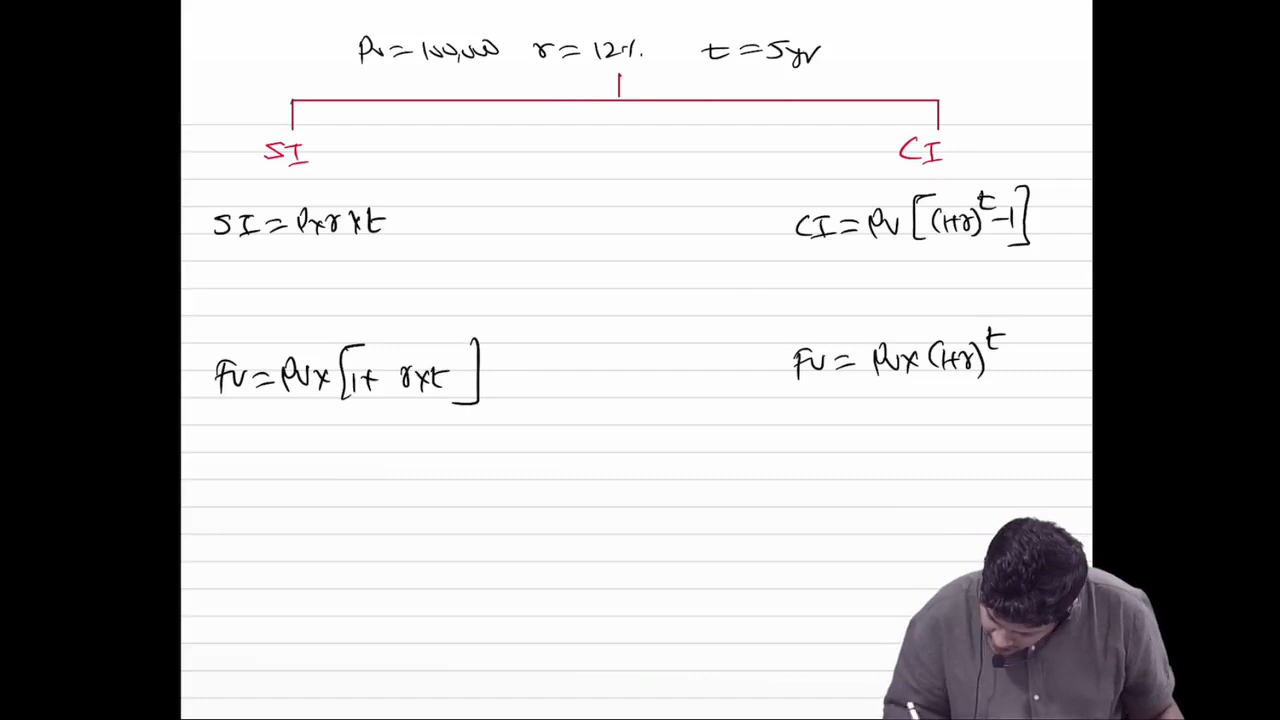 PV = 100,000 r = 12% t = 5yr
SI
CI
SI = P×r×t
CI = PV [(1+r)^t - 1]
FV = PV× [1+ r×t]
FV = PV× (1+r)^t